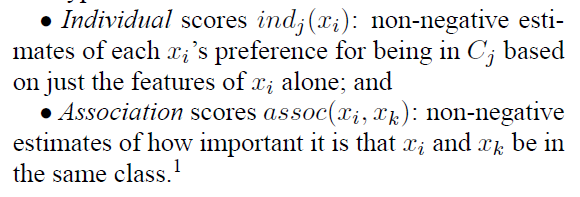 • Individual scores ind_j(x_i): non-negative esti-
mates of each x_i's preference for being in C_j based
on just the features of x_i alone; and
• Association scores assoc(x_i, x_k): non-negative
estimates of how important it is that x_i and x_k be in
the same class.¹